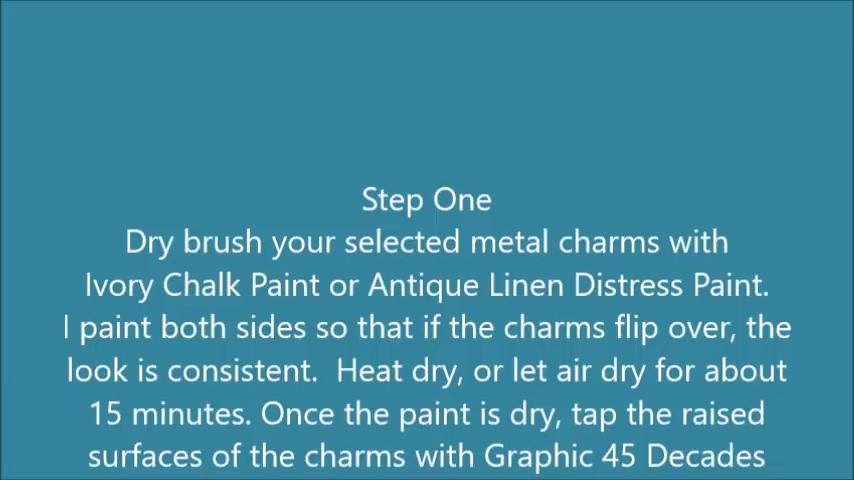 Step One
Dry brush your selected metal charms with
Ivory Chalk Paint or Antique Linen Distress Paint.
I paint both sides so that if the charms flip over, the
look is consistent.  Heat dry, or let air dry for about
15 minutes. Once the paint is dry, tap the raised
surfaces of the charms with Graphic 45 Decades